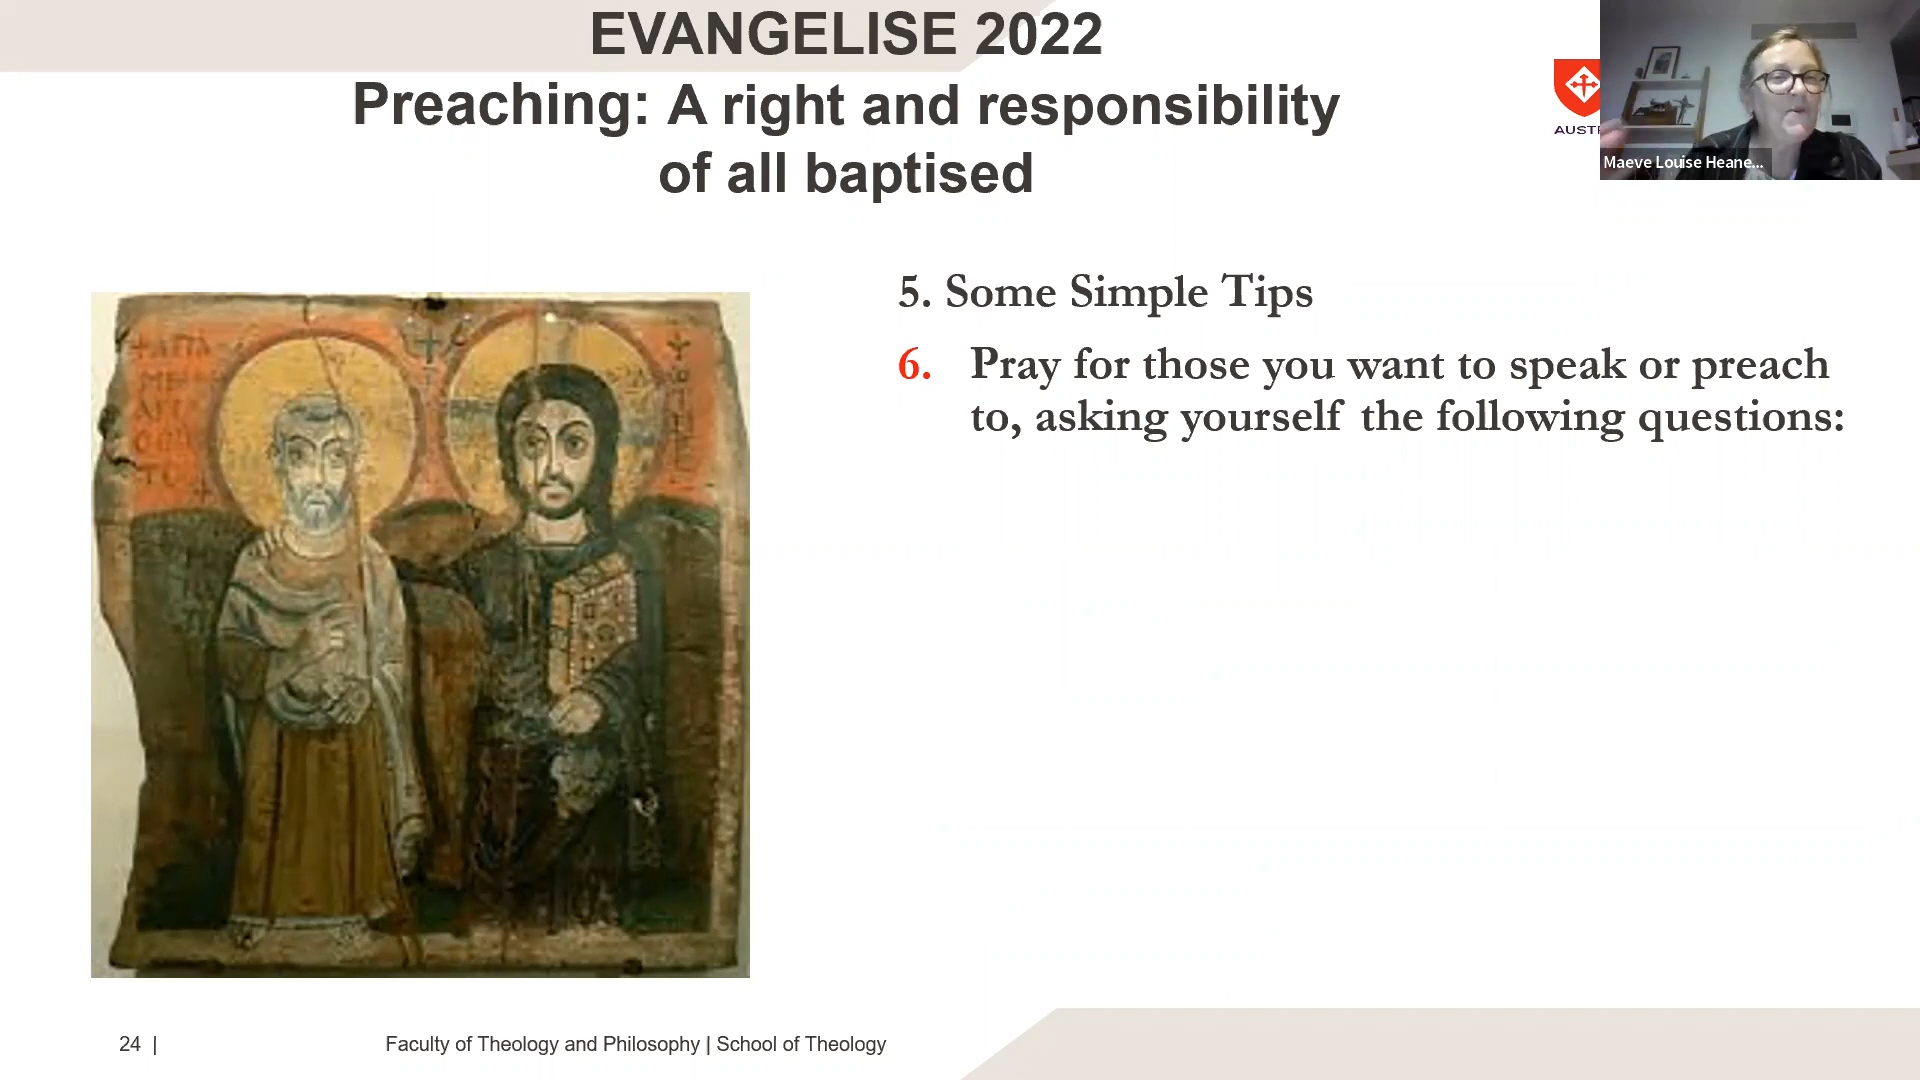 EVANGELISE 2022
Preaching: A right and responsibility
of all baptised
AUST
Maeve Louise Heane...
5. Some Simple Tips
6. Pray for those you want to speak or preach
to, asking yourself the following questions:
24 |
Faculty of Theology and Philosophy | School of Theology